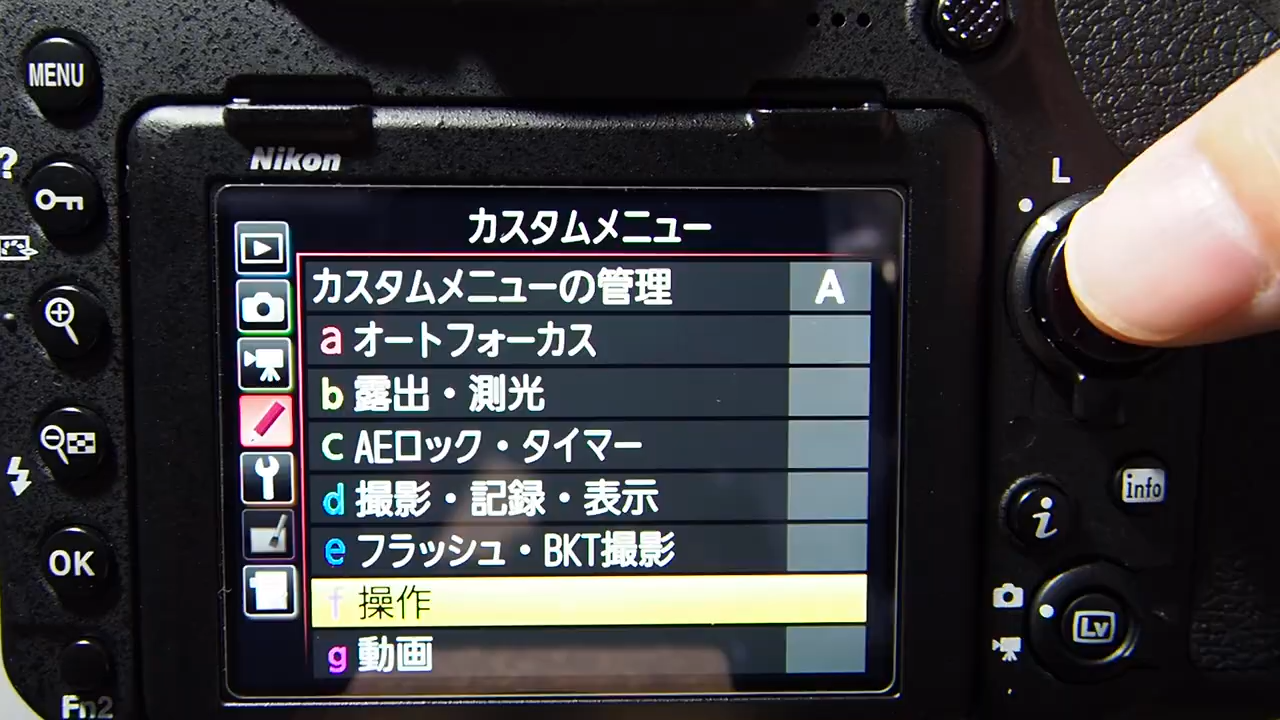 MENU
Nikon
L
?
カスタムメニュー
カスタムメニューの管理 A
a オートフォーカス
b 露出・測光
c AEロック・タイマー
d 撮影・記録・表示
e フラッシュ・BKT撮影
f 操作
g 動画
info
i
OK
Lv
Fn2